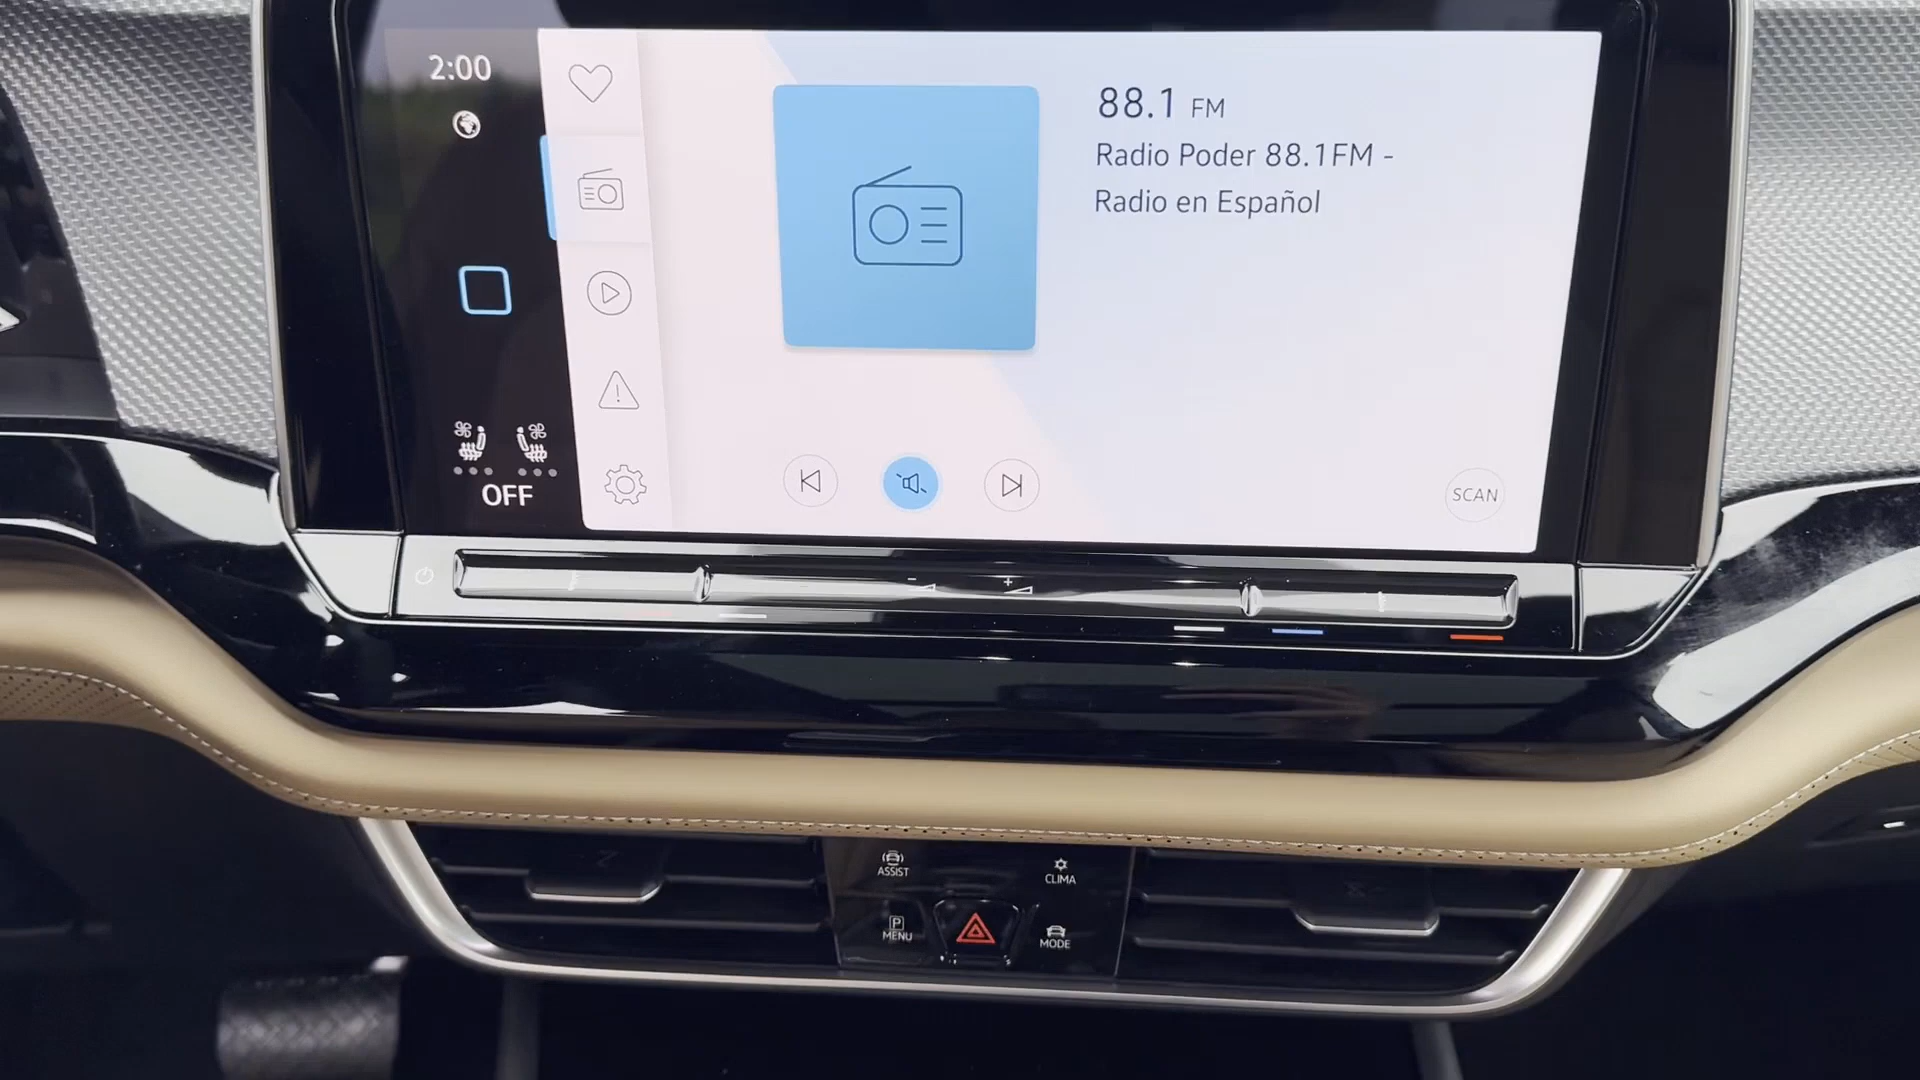 2:00
88.1 FM
Radio Poder 88.1FM -
Radio en Español
OFF
SCAN
ASSIST
CLIMA
P
MENU
MODE